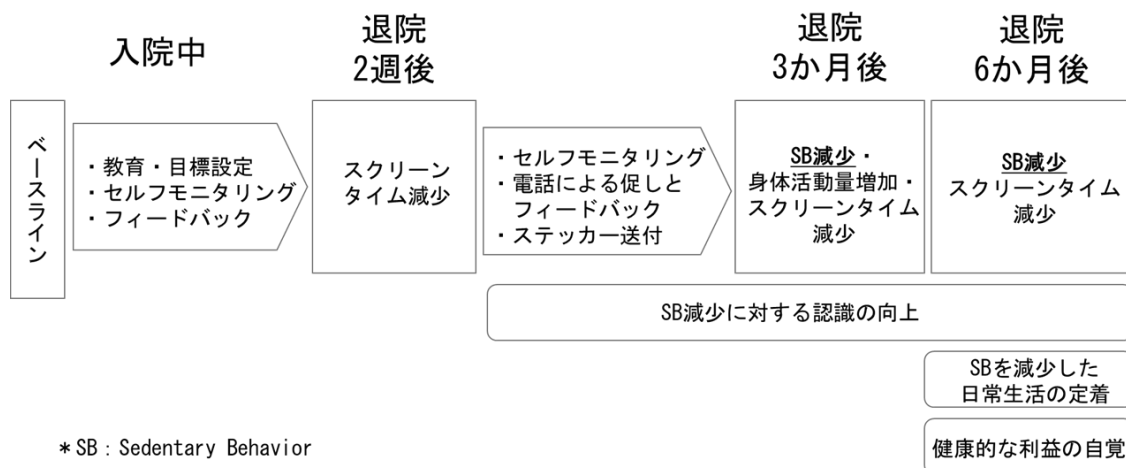 入院中
退院
2週後
退院
3か月後
退院
6か月後
ベースライン
・教育・目標設定
・セルフモニタリング
・フィードバック
スクリーン
タイム減少
・セルフモニタリング
・電話による促しと
フィードバック
・ステッカー送付
SB減少・
身体活動量増加・
スクリーンタイム
減少
SB減少
スクリーンタイム
減少
SB減少に対する認識の向上
SBを減少した
日常生活の定着
健康的な利益の自覚
*SB：Sedentary Behavior